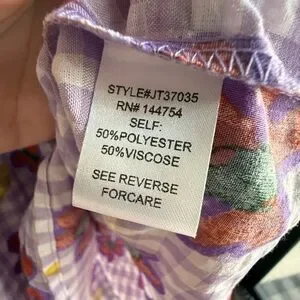 STYLE#JT37035
RN# 144754
SELF:
50%POLYESTER
50%VISCOSE
SEE REVERSE
FORCARE